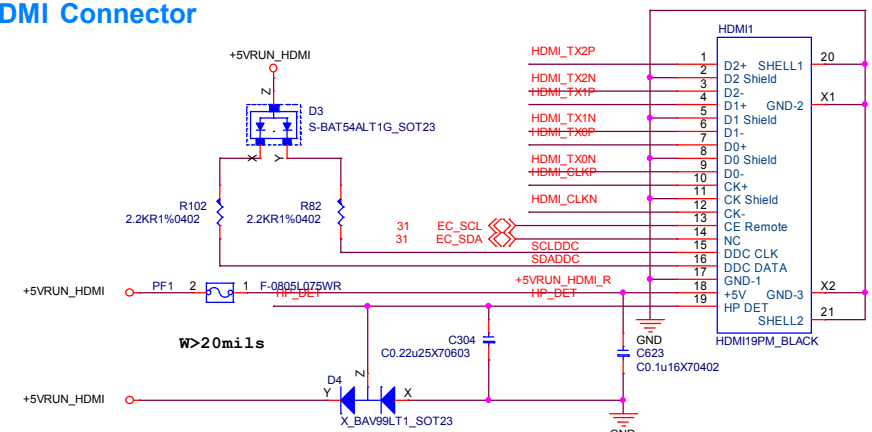 DMI Connector
+5VRUN_HDMI
Z
D3
S-BAT54ALT1G_SOT23
X
Y
R102
2.2KR1%0402
R82
2.2KR1%0402
HDMI_TX2P
HDMI_TX2N
HDMI_TX1P
HDMI_TX1N
HDMI_TX0P
HDMI_TX0N
HDMI_CLKP
HDMI_CLKN
31 EC_SCL
31 EC_SDA
SCLDDC
SDADDC
HDMI1
1 D2+
2 D2 Shield
3 D2-
4 D1+
5 D1 Shield
6 D1-
7 D0+
8 D0 Shield
9 D0-
10 CK+
11 CK Shield
12 CK-
13 CE Remote
14 NC
15 DDC CLK
16 DDC DATA
17 GND-1
18 +5V
19 HP DET
SHELL1 20
GND-2 X1
GND-3 X2
SHELL2 21
HDMI19PM_BLACK
+5VRUN_HDMI
PF1 2 1 F-0805L075WR
HP_DET
+5VRUN_HDMI_R
HP_DET
W>20mils
C304
C0.22u25X70603
GND
C623
C0.1u16X70402
+5VRUN_HDMI
D4
Y
Z
X
X_BAV99LT1_SOT23
GND